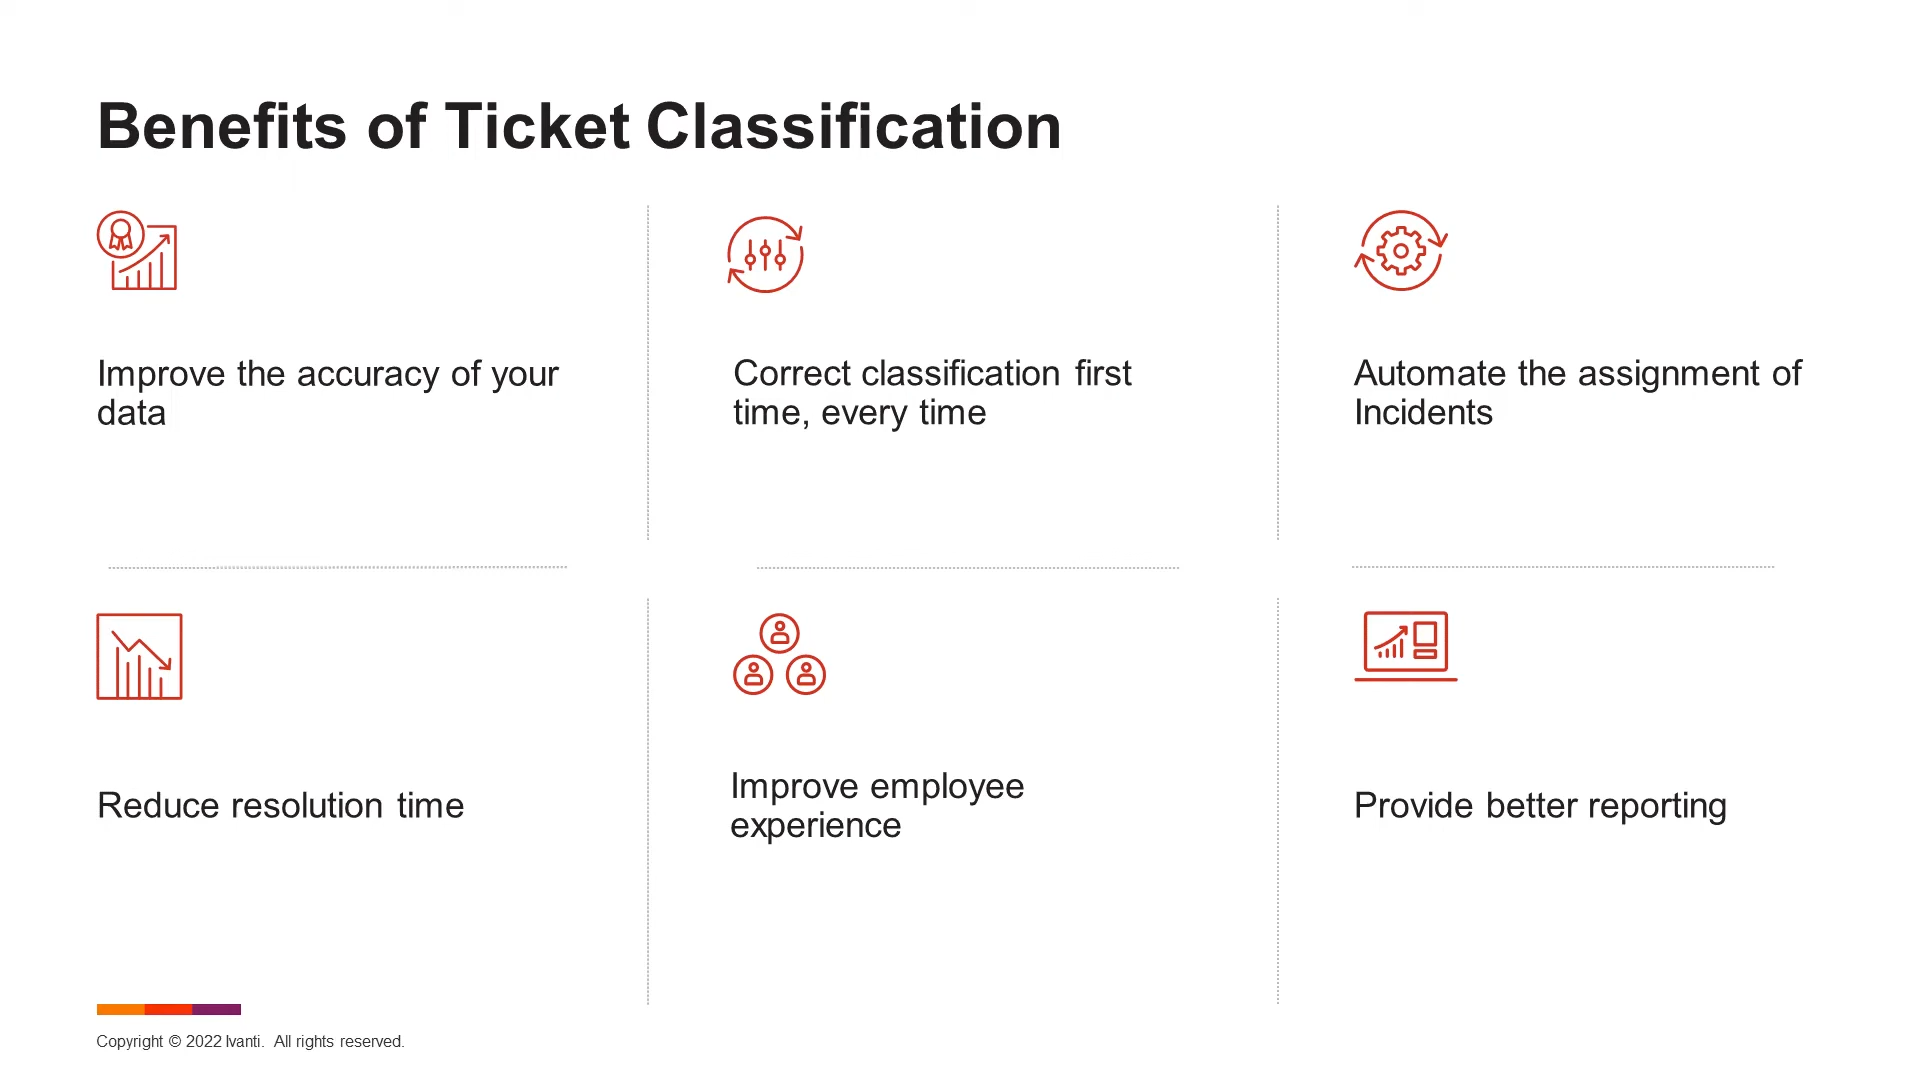 Benefits of Ticket Classification
Improve the accuracy of your
data
Correct classification first
time, every time
Automate the assignment of
Incidents
Reduce resolution time
Improve employee
experience
Provide better reporting
Copyright © 2022 Ivanti. All rights reserved.